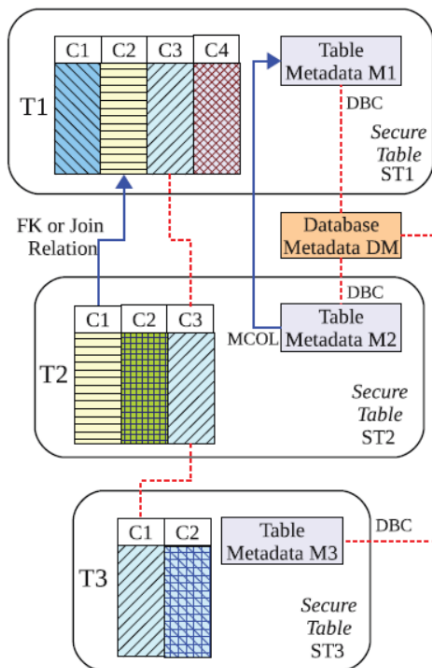 C1 C2 C3 C4
T1
Table
Metadata M1
DBC
Secure
Table
ST1
FK or Join
Relation
Database
Metadata DM
DBC
C1 C2 C3
T2
MCOL
Table
Metadata M2
Secure
Table
ST2
C1 C2
T3
Table
Metadata M3
DBC
Secure
Table
ST3